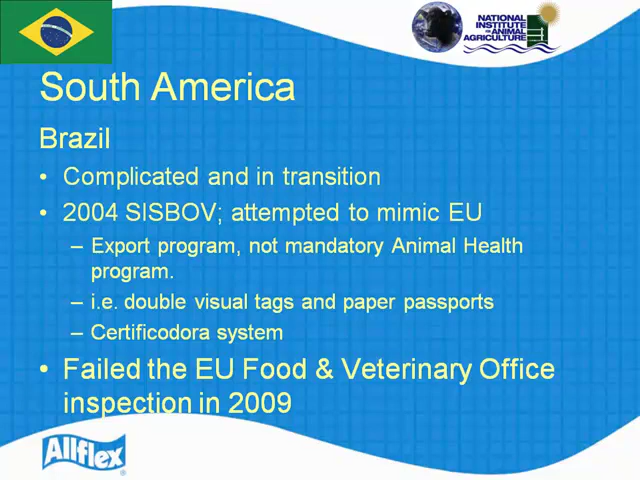 NATIONAL
INSTITUTE
FOR ANIMAL
AGRICULTURE
South America
Brazil
• Complicated and in transition
• 2004 SISBOV; attempted to mimic EU
– Export program, not mandatory Animal Health
program.
– i.e. double visual tags and paper passports
– Certificodora system
• Failed the EU Food & Veterinary Office
inspection in 2009
Allflex®